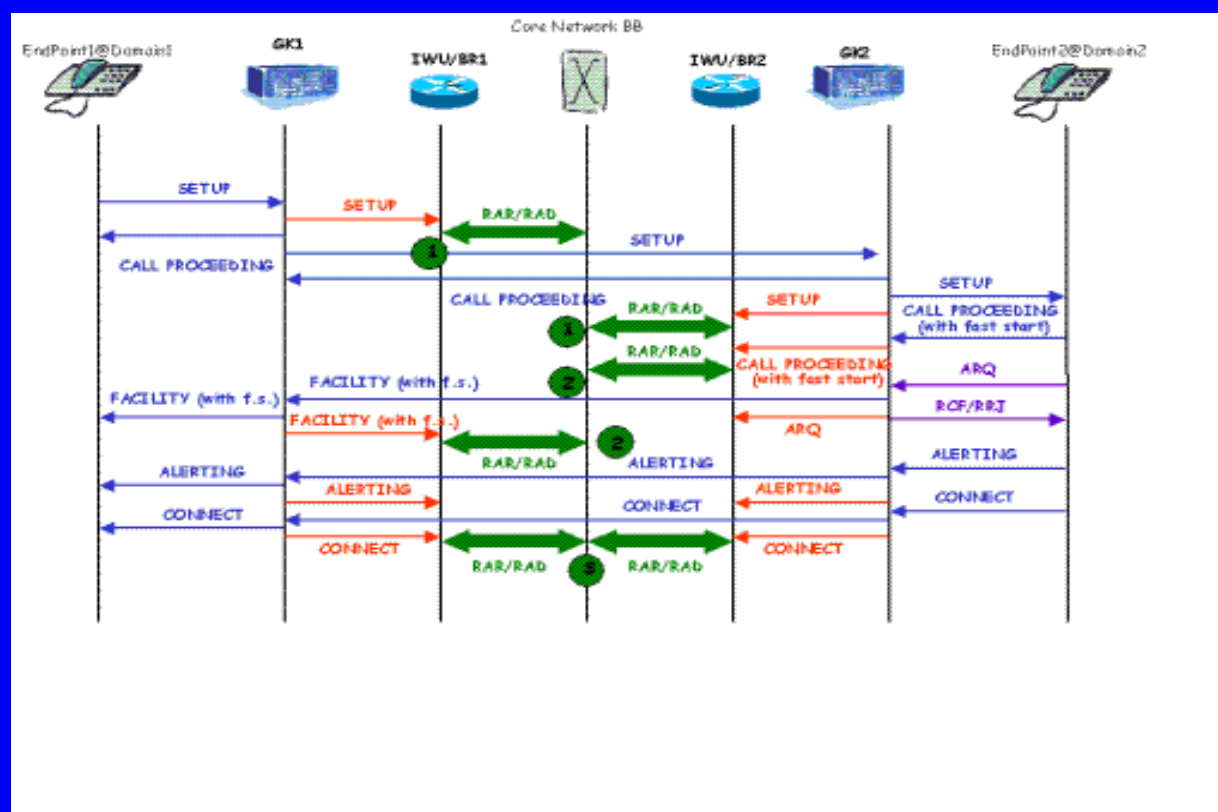 Core Network BB
EndPoint1@Domain1
GK1
IWU/BR1
IWU/BR2
GK2
EndPoint2@Domain2
SETUP
SETUP
RAR/RAD
1
SETUP
CALL PROCEEDING
SETUP
CALL PROCEEDING
SETUP
RAR/RAD
CALL PROCEEDING
(with fast start)
1
RAR/RAD
CALL PROCEEDING
(with fast start)
ARQ
2
FACILITY (with f.s.)
FACILITY (with f.s.)
RCF/RRJ
FACILITY (with f.s.)
ARQ
2
RAR/RAD
ALERTING
ALERTING
ALERTING
ALERTING
ALERTING
CONNECT
CONNECT
CONNECT
CONNECT
CONNECT
RAR/RAD
3
RAR/RAD